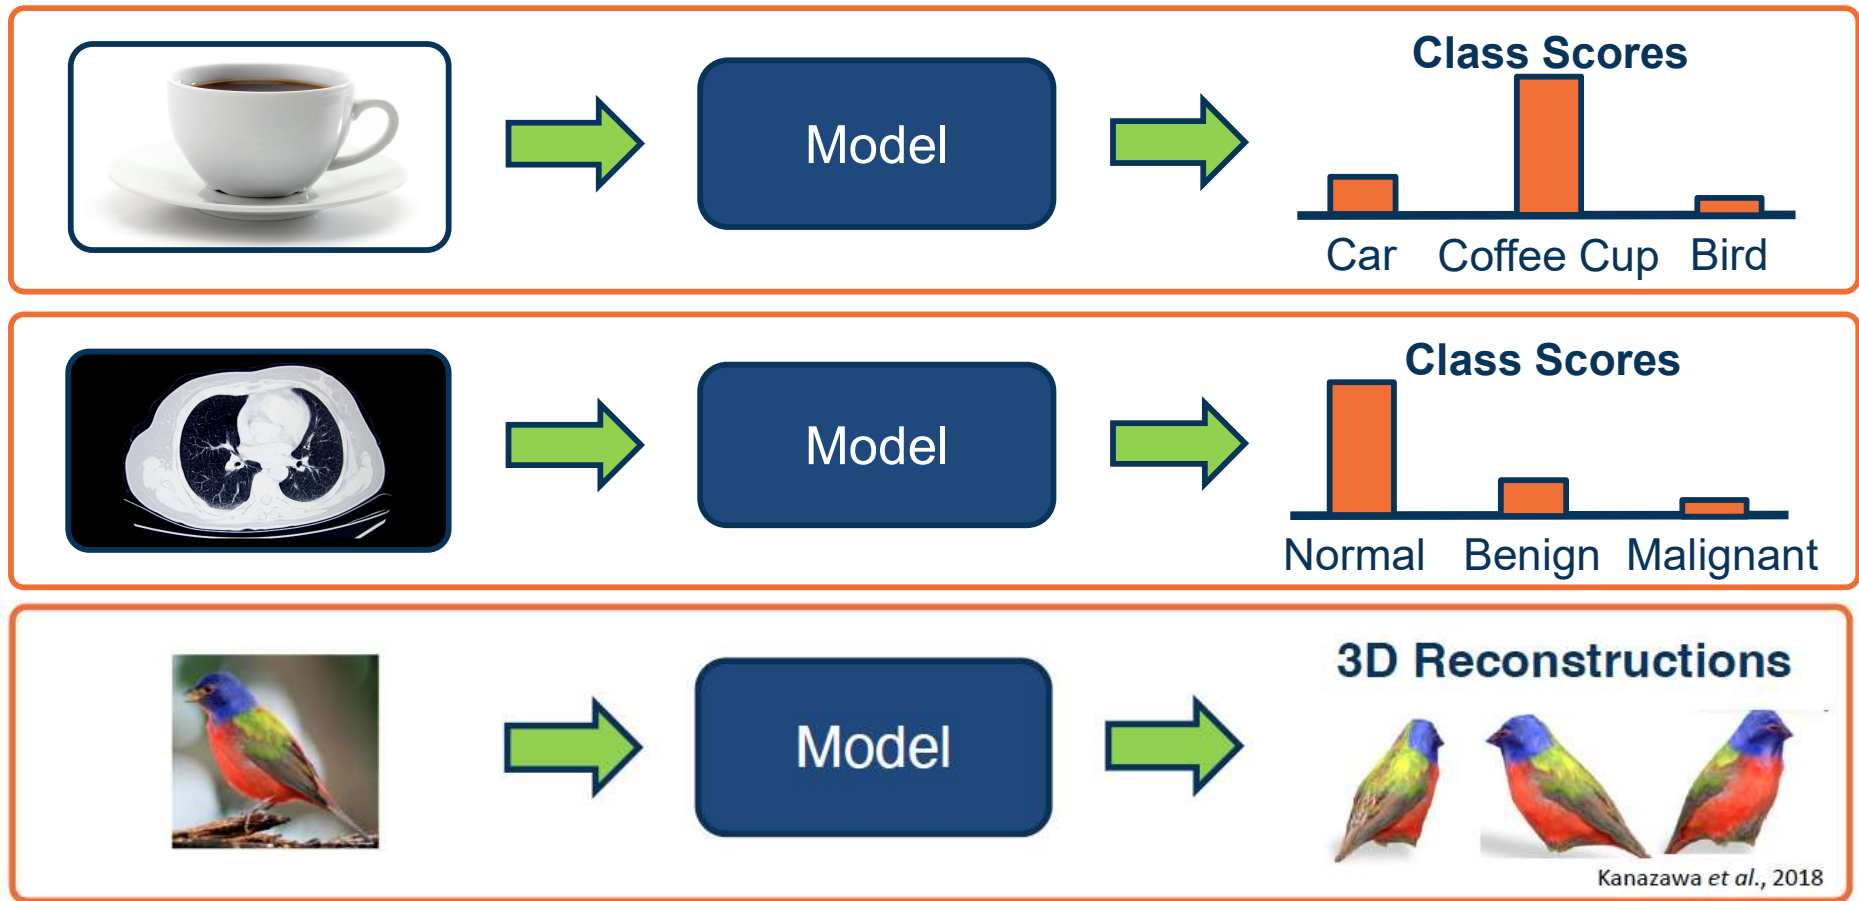 Class Scores
Model
Car Coffee Cup Bird
Class Scores
Model
Normal Benign Malignant
3D Reconstructions
Model
Kanazawa et al., 2018